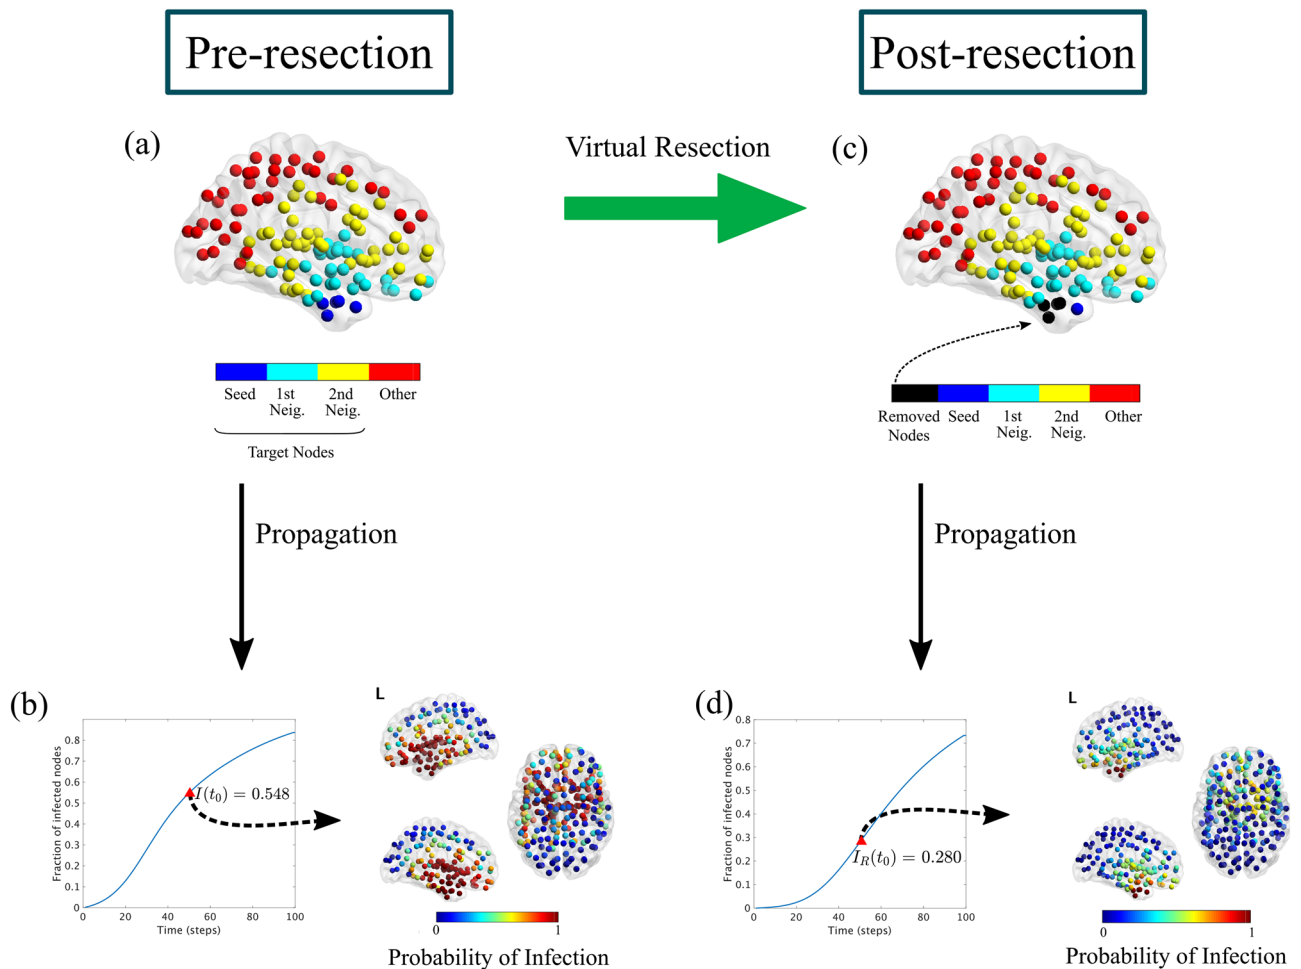 Pre-resection
Post-resection
(a)
Virtual Resection
(c)
Seed
1st
Neig.
2nd
Neig.
Other
Target Nodes
Removed
Nodes
Seed
1st
Neig.
2nd
Neig.
Other
Propagation
Propagation
(b)
L
0.9
0.8
0.7
0.6
0.5
0.4
0.3
0.2
0.1
0
Fraction of infected nodes
I(t₀) = 0.548
0 20 40 60 80 100
Time (steps)
0 1
Probability of Infection
(d)
L
0.8
0.7
0.6
0.5
0.4
0.3
0.2
0.1
0
Fraction of infected nodes
I_R(t₀) = 0.280
0 20 40 60 80 100
Time (steps)
0 1
Probability of Infection